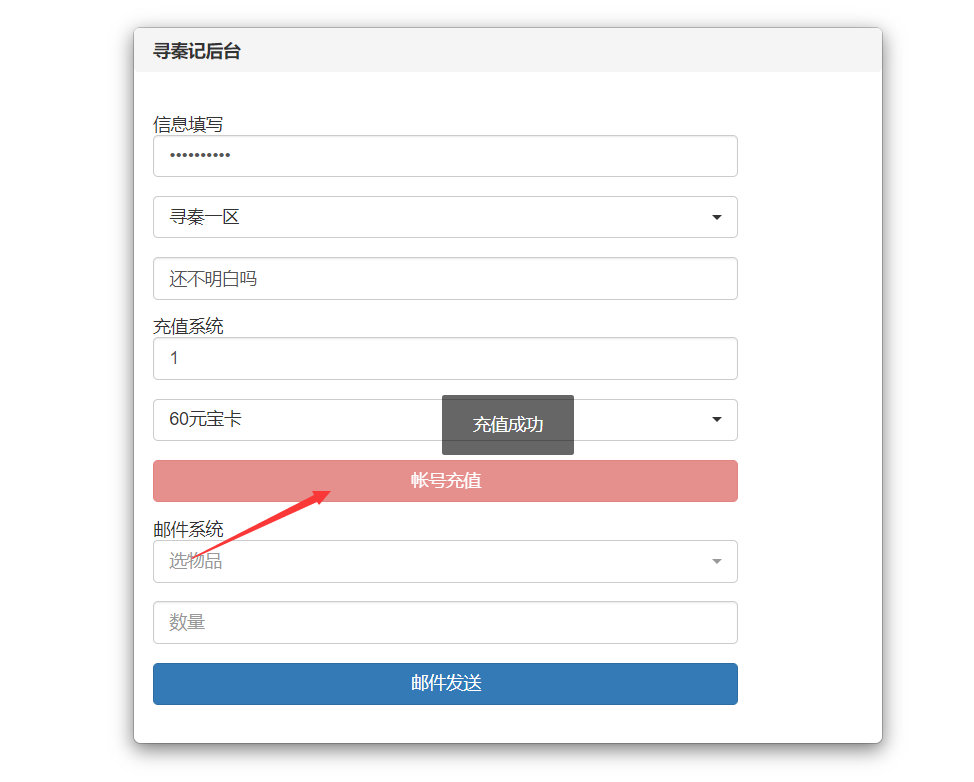 寻秦记后台
信息填写
••••••••••
寻秦一区
还不明白吗
充值系统
1
60元宝卡
充值成功
帐号充值
邮件系统
选物品
数量
邮件发送